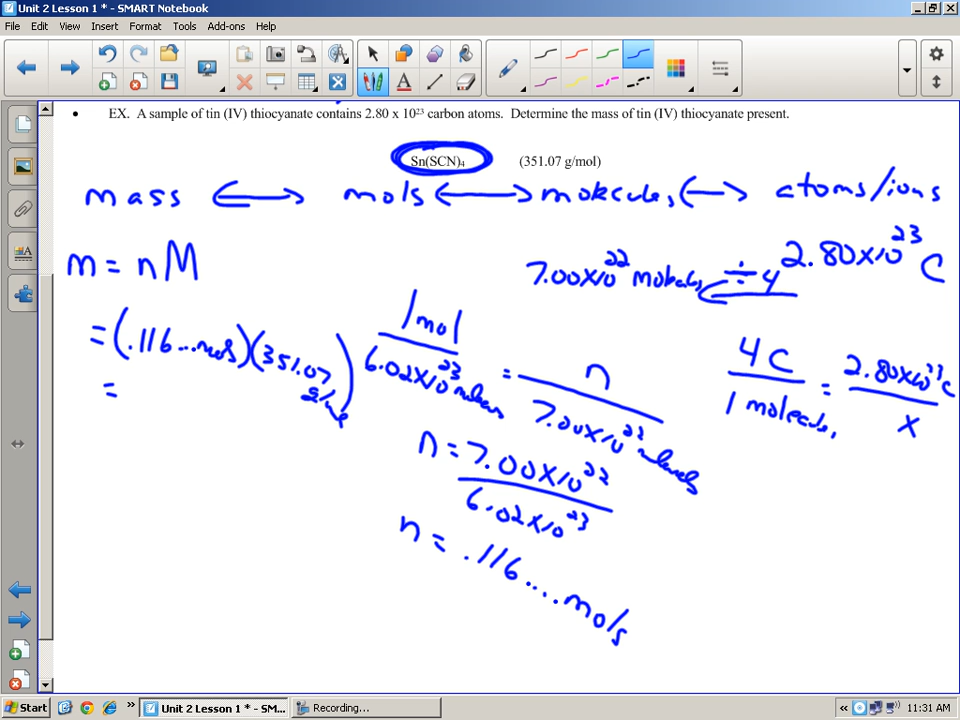 Unit 2 Lesson 1 * - SMART Notebook
File Edit View Insert Format Tools Add-ons Help
• EX. A sample of tin (IV) thiocyanate contains 2.80 x 10²³ carbon atoms. Determine the mass of tin (IV) thiocyanate present.
Sn(SCN)₄ (351.07 g/mol)
mass ⟷ mols ⟷ molecules ⟷ atoms/ions
m = nM
7.00x10²² molecules ÷ 4 2.80x10²³ C
= (.116...mols)(351.07 g/mol)
=
1 mol / 6.02x10²³ molecules = n / 7.00x10²² molecules
4 C / 1 molecule = 2.80x10²³ C / x
n = 7.00x10²² / 6.02x10²³
n = .116.... mols
Start » Unit 2 Lesson 1 * - SM... Recording... « 11:31 AM